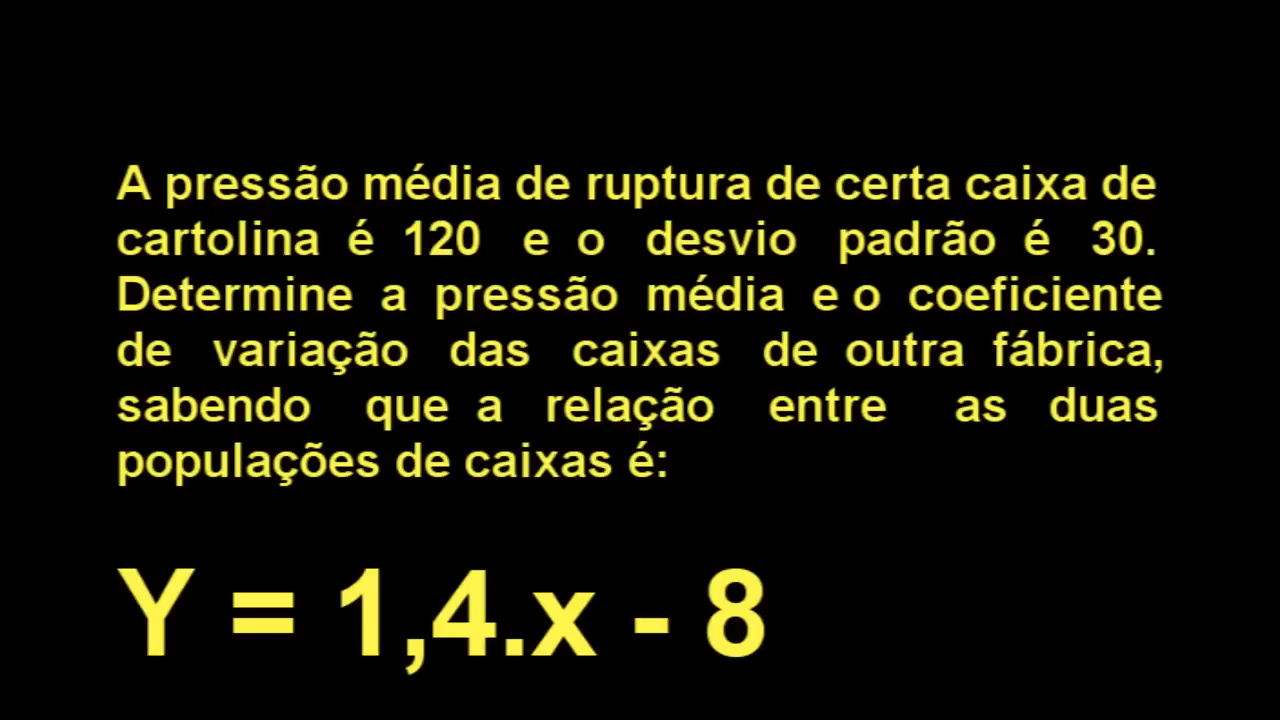 A pressão média de ruptura de certa caixa de
cartolina é 120 e o desvio padrão é 30.
Determine a pressão média e o coeficiente
de variação das caixas de outra fábrica,
sabendo que a relação entre as duas
populações de caixas é:
Y = 1,4.x - 8